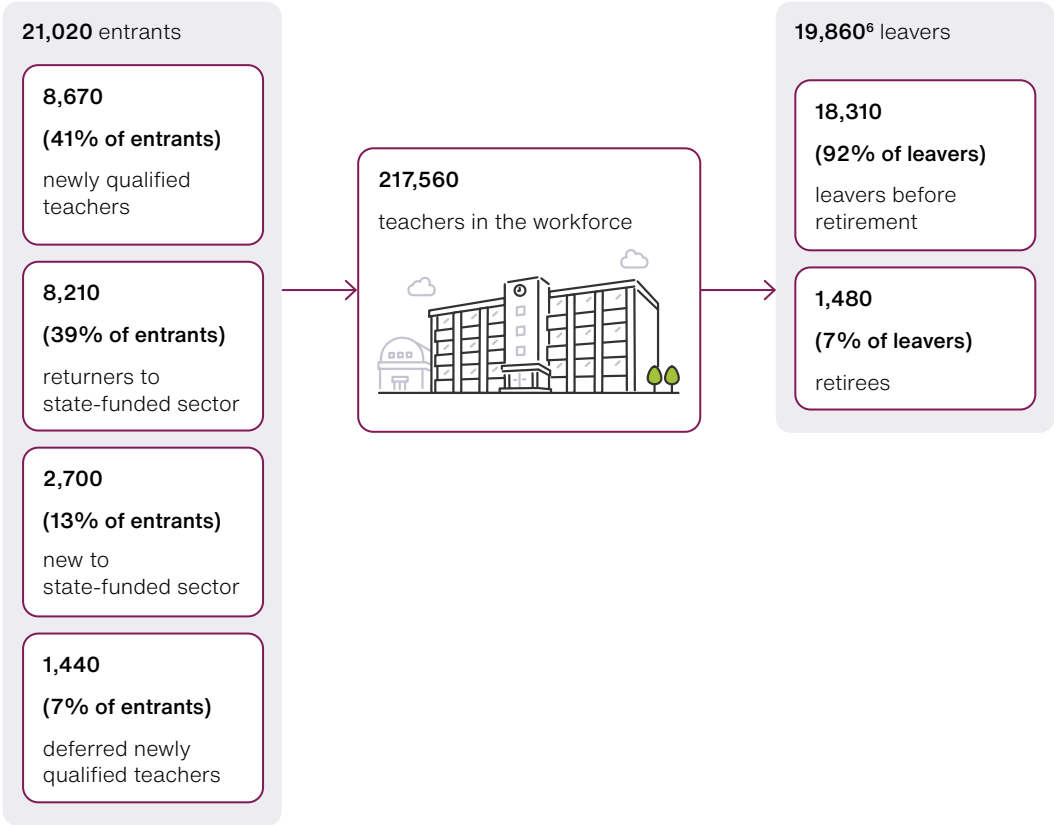 21,020 entrants
8,670
(41% of entrants)
newly qualified
teachers
8,210
(39% of entrants)
returners to
state-funded sector
2,700
(13% of entrants)
new to
state-funded sector
1,440
(7% of entrants)
deferred newly
qualified teachers
217,560
teachers in the workforce
19,860⁶ leavers
18,310
(92% of leavers)
leavers before
retirement
1,480
(7% of leavers)
retirees